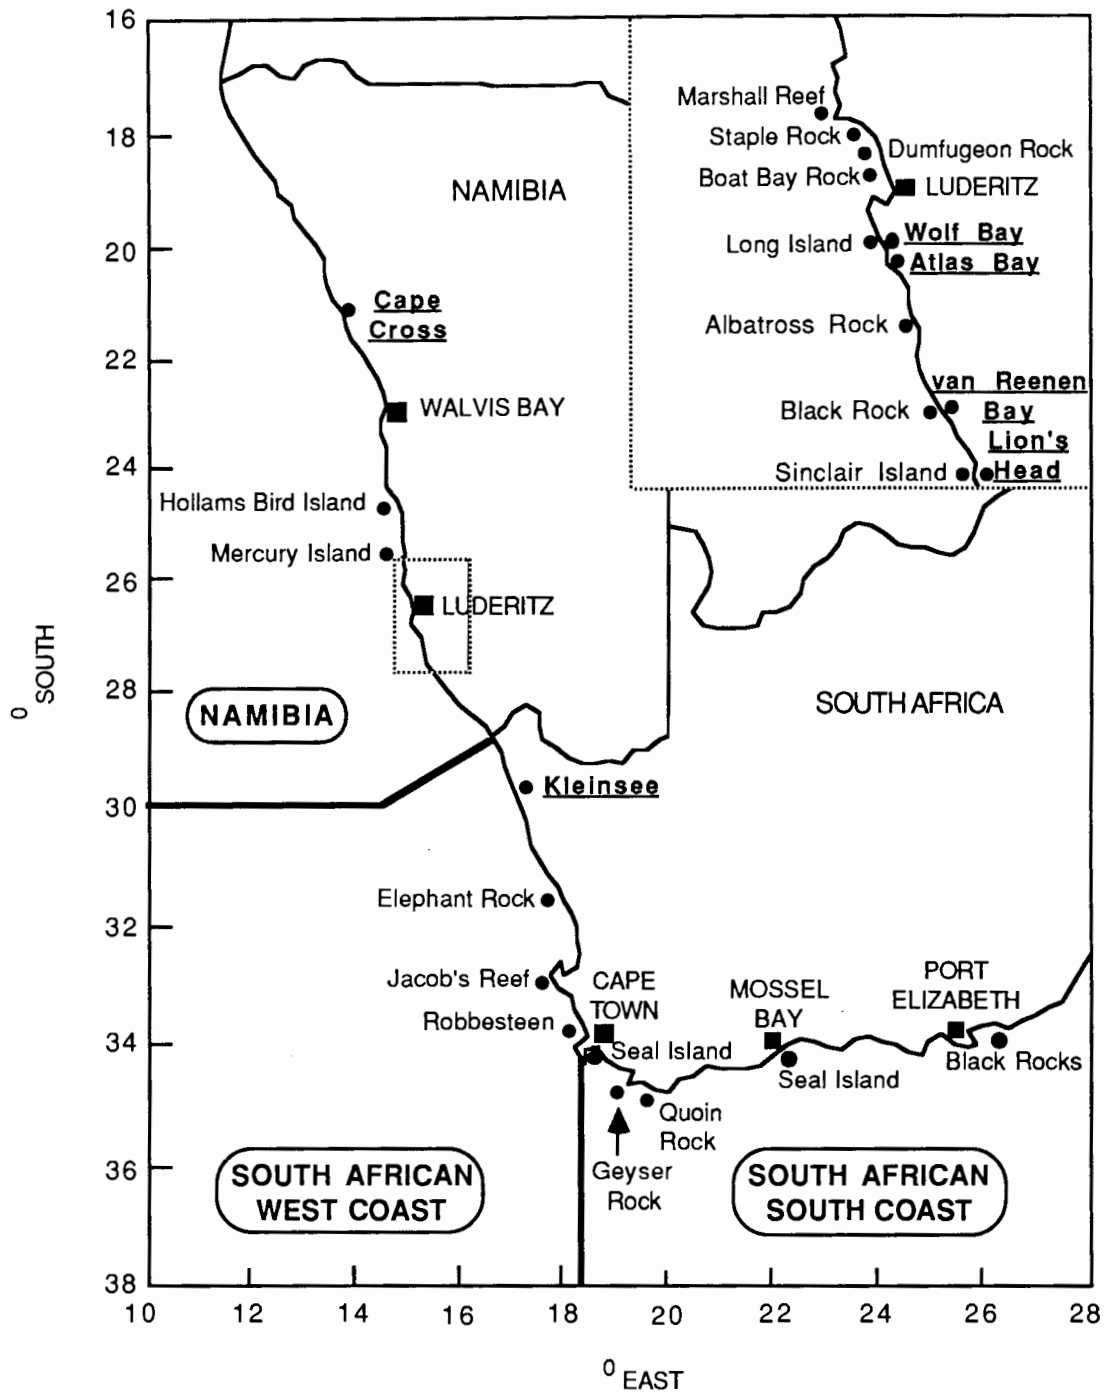 16
18
20
22
24
26
28
30
32
34
36
38
0 SOUTH
10
12
14
16
18
20
22
24
26
28
0 EAST
NAMIBIA
Cape
Cross
WALVIS BAY
Hollams Bird Island
Mercury Island
LUDERITZ
Marshall Reef
Staple Rock
Dumfugeon Rock
Boat Bay Rock
LUDERITZ
Long Island
Wolf Bay
Atlas Bay
Albatross Rock
van Reenen
Bay
Black Rock
Lion's
Head
Sinclair Island
NAMIBIA
SOUTH AFRICA
Kleinsee
Elephant Rock
Jacob's Reef
Robbesteen
CAPE
TOWN
Seal Island
MOSSEL
BAY
Seal Island
PORT
ELIZABETH
Black Rocks
Quoin
Rock
Geyser
Rock
SOUTH AFRICAN
WEST COAST
SOUTH AFRICAN
SOUTH COAST